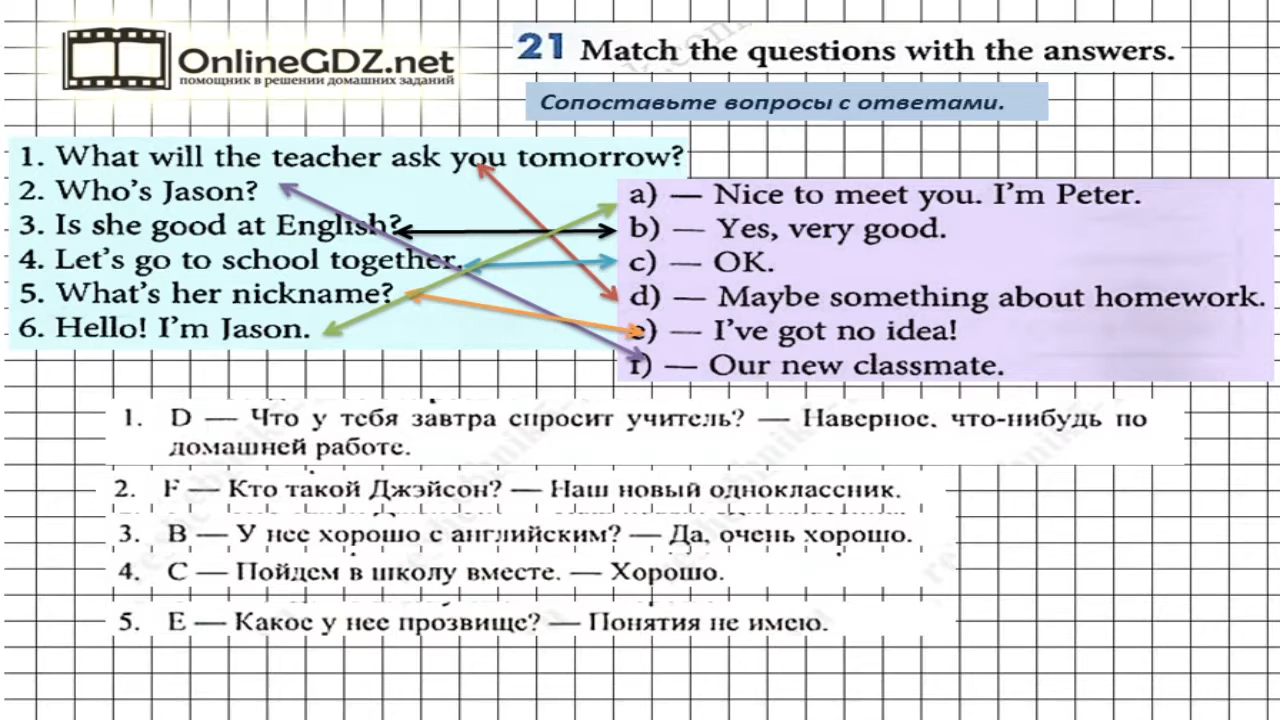 OnlineGDZ.net
помощник в решении домашних заданий
21 Match the questions with the answers.
Сопоставьте вопросы с ответами.
1. What will the teacher ask you tomorrow?
2. Who's Jason?
3. Is she good at English?
4. Let's go to school together.
5. What's her nickname?
6. Hello! I'm Jason.
a) — Nice to meet you. I'm Peter.
b) — Yes, very good.
c) — OK.
d) — Maybe something about homework.
e) — I've got no idea!
f) — Our new classmate.
1. D — Что у тебя завтра спросит учитель? — Наверное, что-нибудь по
домашней работе.
2. F — Кто такой Джэйсон? — Наш новый одноклассник.
3. B — У нее хорошо с английским? — Да, очень хорошо.
4. C — Пойдем в школу вместе. — Хорошо.
5. E — Какое у нее прозвище? — Понятия не имею.